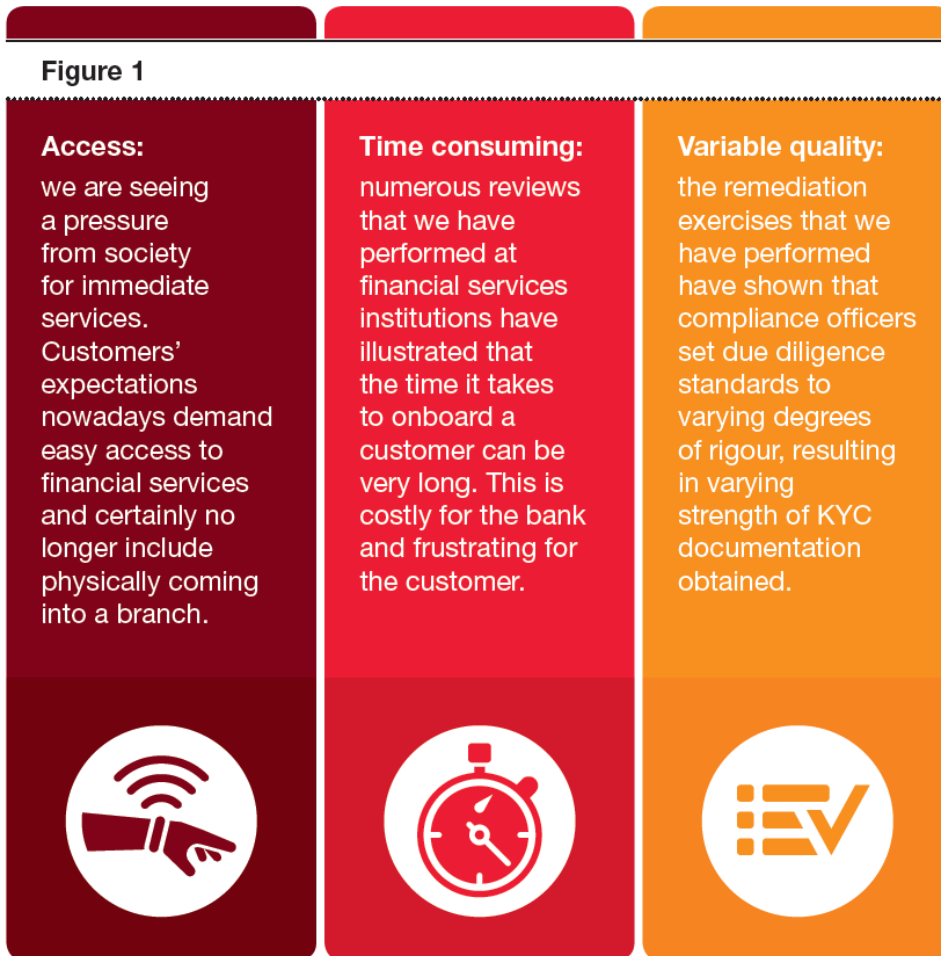 Figure 1
Access:
we are seeing
a pressure
from society
for immediate
services.
Customers’
expectations
nowadays demand
easy access to
financial services
and certainly no
longer include
physically coming
into a branch.
Time consuming:
numerous reviews
that we have
performed at
financial services
institutions have
illustrated that
the time it takes
to onboard a
customer can be
very long. This is
costly for the bank
and frustrating for
the customer.
Variable quality:
the remediation
exercises that we
have performed
have shown that
compliance officers
set due diligence
standards to
varying degrees
of rigour, resulting
in varying
strength of KYC
documentation
obtained.